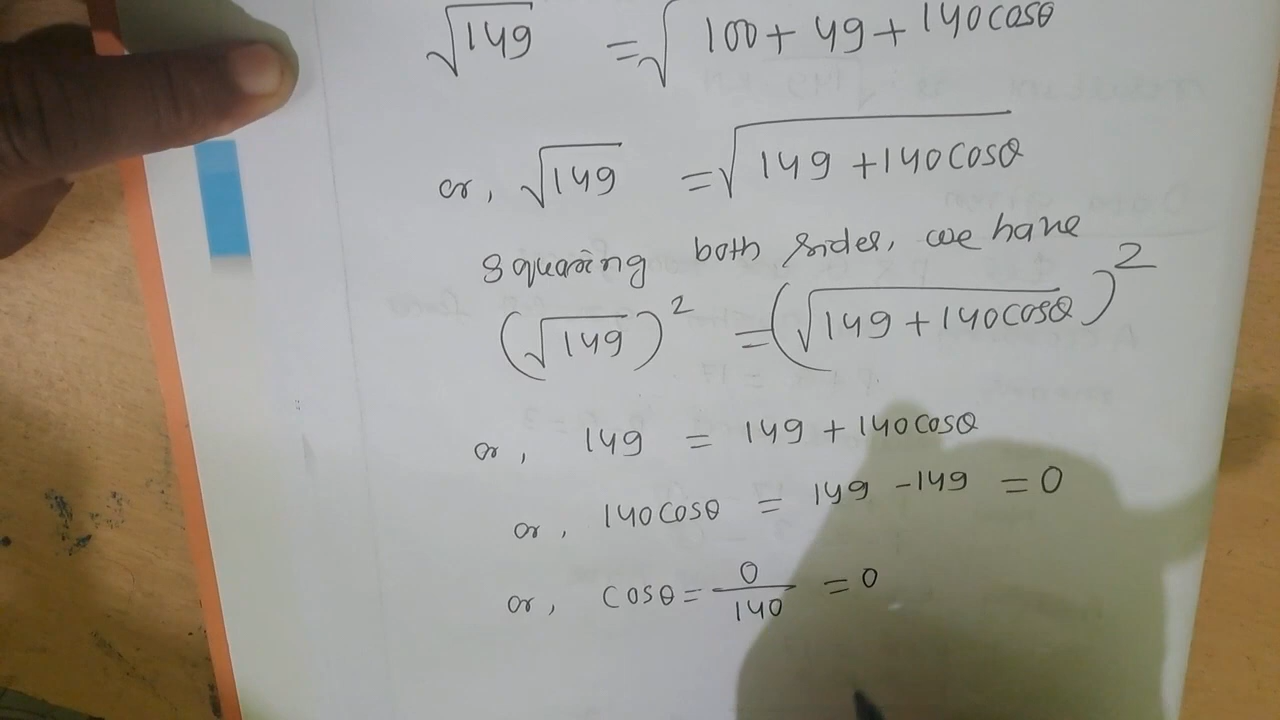 √149 = √100 + 49 + 140cosθ
or, √149 = √149 + 140cosθ
Squaring both sides, we have
(√149)² = (√149 + 140cosθ)²
or, 149 = 149 + 140cosθ
or, 140cosθ = 149 - 149 = 0
or, cosθ = 0/140 = 0